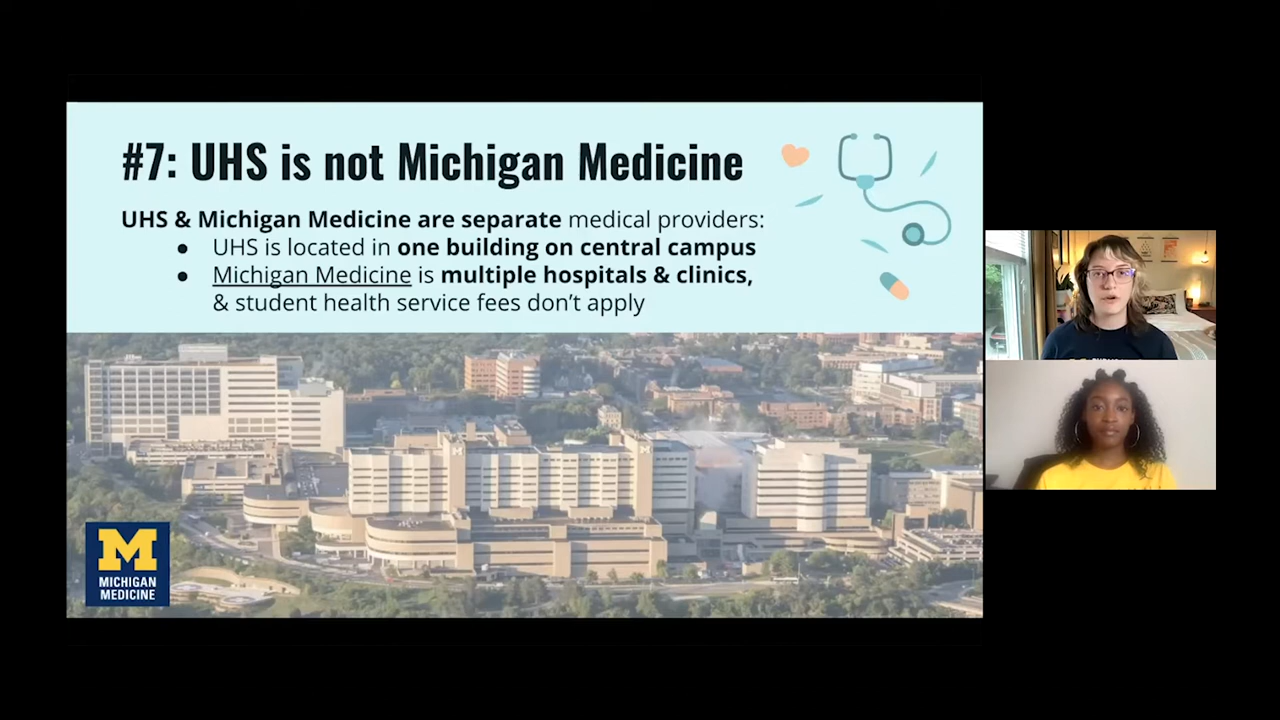 #7: UHS is not Michigan Medicine
UHS & Michigan Medicine are separate medical providers:
● UHS is located in one building on central campus
● Michigan Medicine is multiple hospitals & clinics,
& student health service fees don’t apply
M
MICHIGAN
MEDICINE